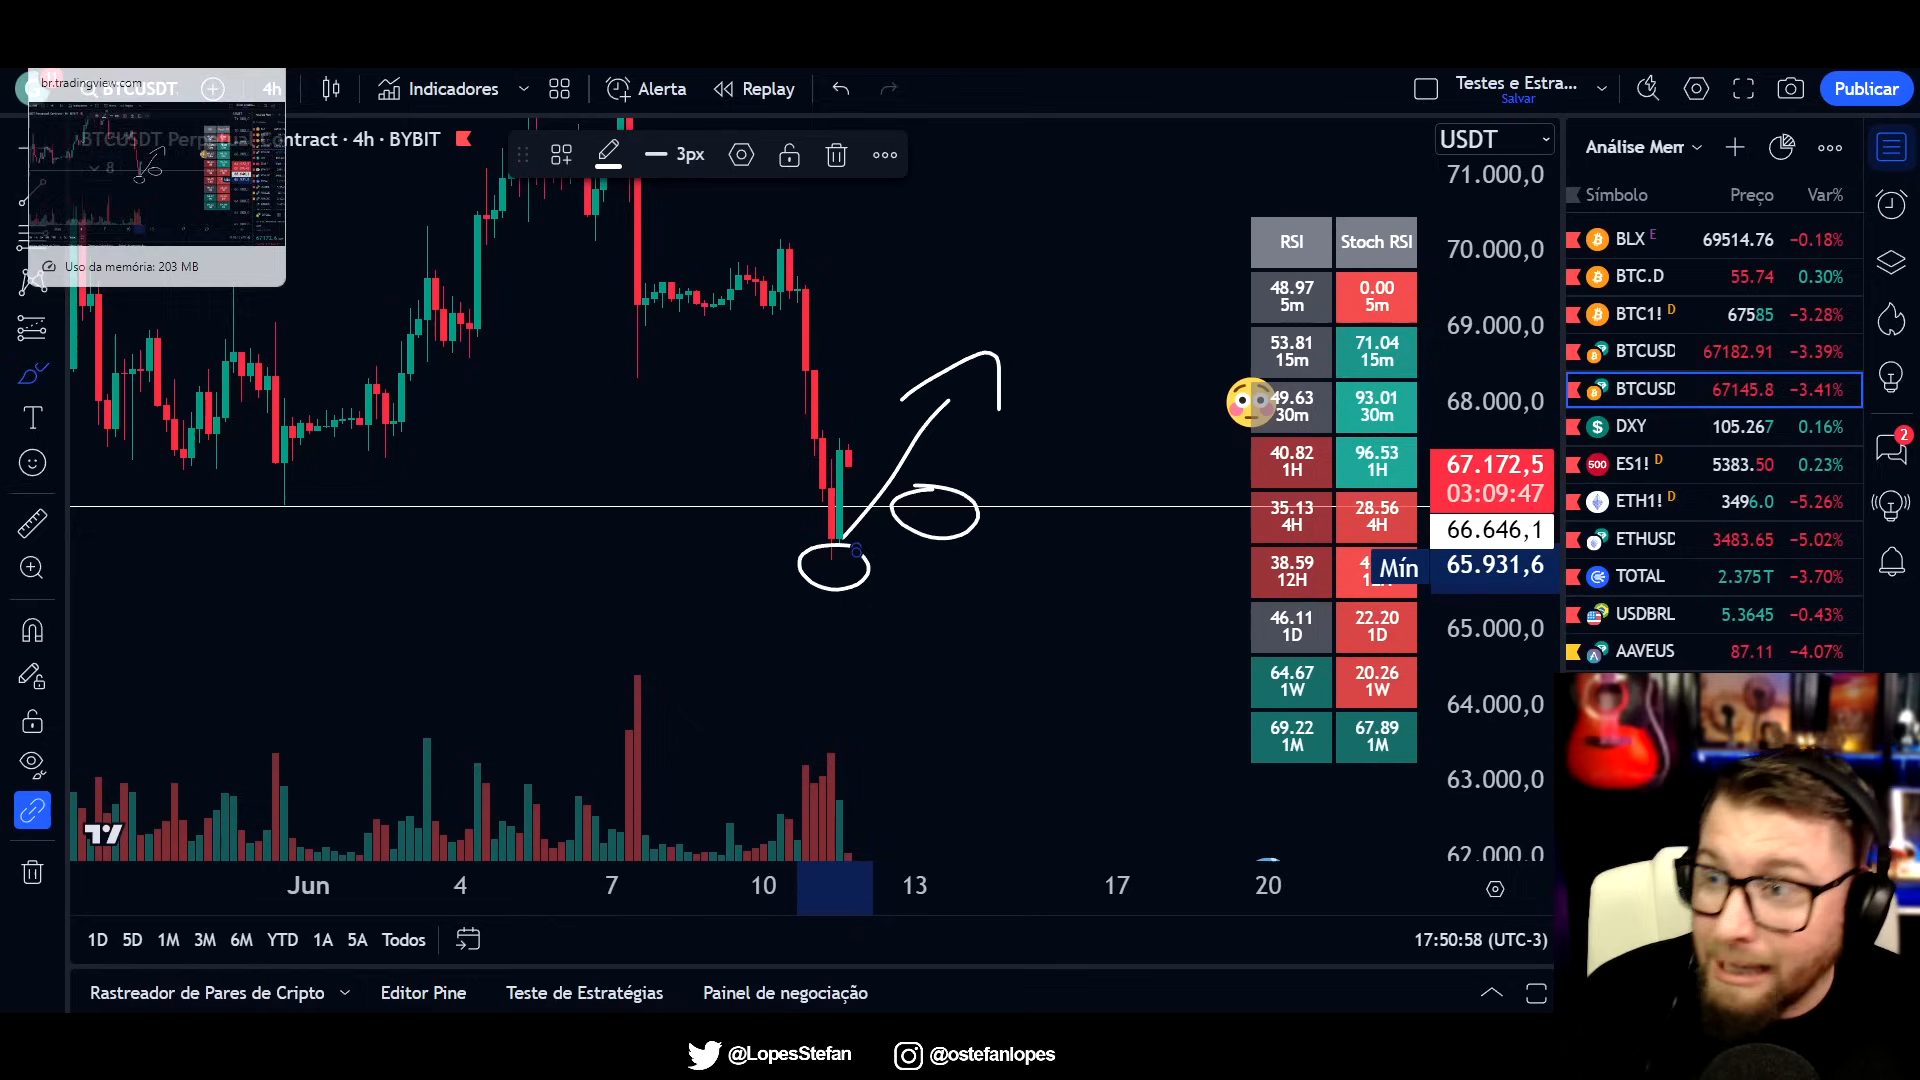 br.tradingview.com
BTCUSDT
4h
Indicadores
Alerta
Replay
Testes e Estra...
Salvar
Publicar
BTCUSDT Perpetual Contract · 4h · BYBIT
8
3px
USDT
Uso da memória: 203 MB
71.000,0
70.000,0
69.000,0
68.000,0
67.172,5
03:09:47
66.646,1
Mín
65.931,6
65.000,0
64.000,0
63.000,0
62.000,0
RSI Stoch RSI
48.97 0.00
5m 5m
53.81 71.04
15m 15m
49.63 93.01
30m 30m
40.82 96.53
1H 1H
35.13 28.56
4H 4H
38.59
12H
46.11 22.20
1D 1D
64.67 20.26
1W 1W
69.22 67.89
1M 1M
Análise Mer
Símbolo Preço Var%
BLX E 69514.76 −0.18%
BTC.D 55.74 0.30%
BTC1! D 67585 −3.28%
BTCUSD 67182.91 −3.39%
BTCUSD 67145.8 −3.41%
DXY 105.267 0.16%
500 ES1! D 5383.50 0.23%
ETH1! D 3496.0 −5.26%
ETHUSD 3483.65 −5.02%
TOTAL 2.375T −3.70%
USDBRL 5.3645 −0.43%
AAVEUS 87.11 −4.07%
2
Jun 4 7 10 13 17 20
1D 5D 1M 3M 6M YTD 1A 5A Todos
17:50:58 (UTC-3)
Rastreador de Pares de Cripto Editor Pine Teste de Estratégias Painel de negociação
@LopesStefan @ostefanlopes